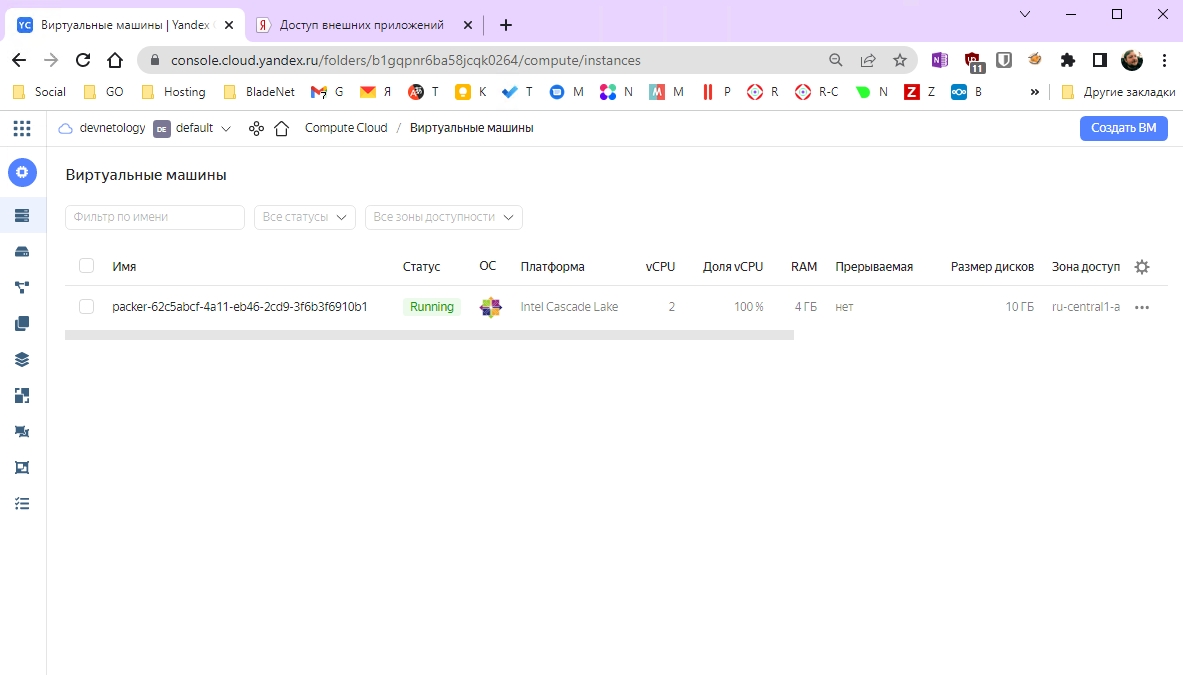 YC Виртуальные машины | Yandex
Я Доступ внешних приложений
console.cloud.yandex.ru/folders/b1gqpnr6ba58jcqk0264/compute/instances
11
Social GO Hosting BladeNet G Я T K T M N M P R R-C N Z Z B » Другие закладки
devnetology DE default Compute Cloud / Виртуальные машины Создать ВМ
Виртуальные машины
Фильтр по имени Все статусы Все зоны доступности
Имя Статус ОС Платформа vCPU Доля vCPU RAM Прерываемая Размер дисков Зона доступ
packer-62c5abcf-4a11-eb46-2cd9-3f6b3f6910b1 Running Intel Cascade Lake 2 100 % 4 ГБ нет 10 ГБ ru-central1-a